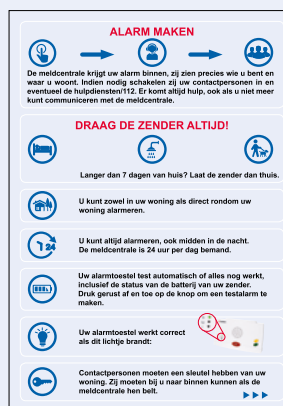 ALARM MAKEN
De meldcentrale krijgt uw alarm binnen, zij zien precies wie u bent en
waar u woont. Indien nodig schakelen zij uw contactpersonen in en
eventueel de hulpdiensten/112. Er komt altijd hulp, ook als u niet meer
kunt communiceren met de meldcentrale.
DRAAG DE ZENDER ALTIJD!
Langer dan 7 dagen van huis? Laat de zender dan thuis.
U kunt zowel in uw woning als direct rondom uw
woning alarmeren.
24
U kunt altijd alarmeren, ook midden in de nacht.
De meldcentrale is 24 uur per dag bemand.
Uw alarmtoestel test automatisch of alles nog werkt,
inclusief de status van de batterij van uw zender.
Druk gerust af en toe op de knop om een testalarm te
maken.
Uw alarmtoestel werkt correct
als dit lichtje brandt:
Contactpersonen moeten een sleutel hebben van uw
woning. Zij moeten bij u naar binnen kunnen als de
meldcentrale hen belt.